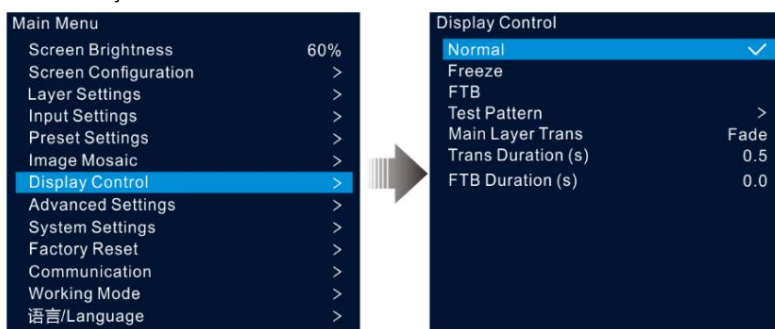 Main Menu
Screen Brightness 60%
Screen Configuration >
Layer Settings >
Input Settings >
Preset Settings >
Image Mosaic >
Display Control >
Advanced Settings >
System Settings >
Factory Reset >
Communication >
Working Mode >
语言/Language >
Display Control
Normal ✓
Freeze
FTB
Test Pattern >
Main Layer Trans Fade
Trans Duration (s) 0.5
FTB Duration (s) 0.0